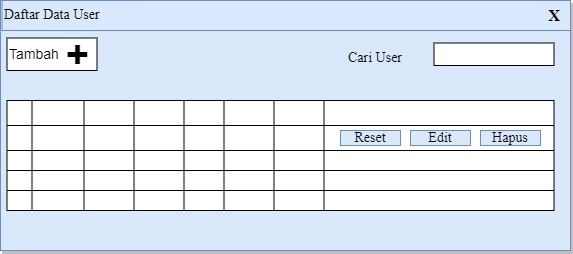 Daftar Data User X
Tambah
Cari User
Reset Edit Hapus